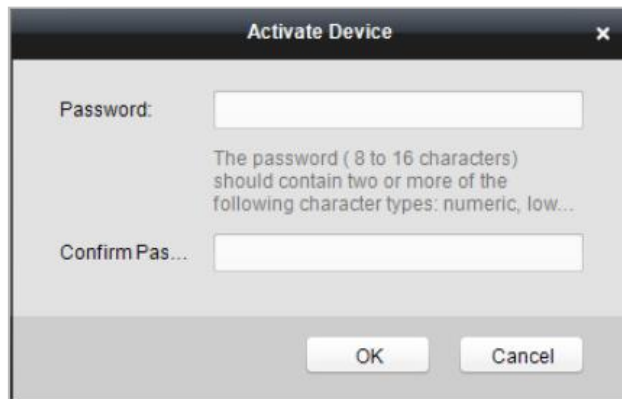 Activate Device ×
Password:
The password ( 8 to 16 characters)
should contain two or more of the
following character types: numeric, low...
Confirm Pas...
OK Cancel